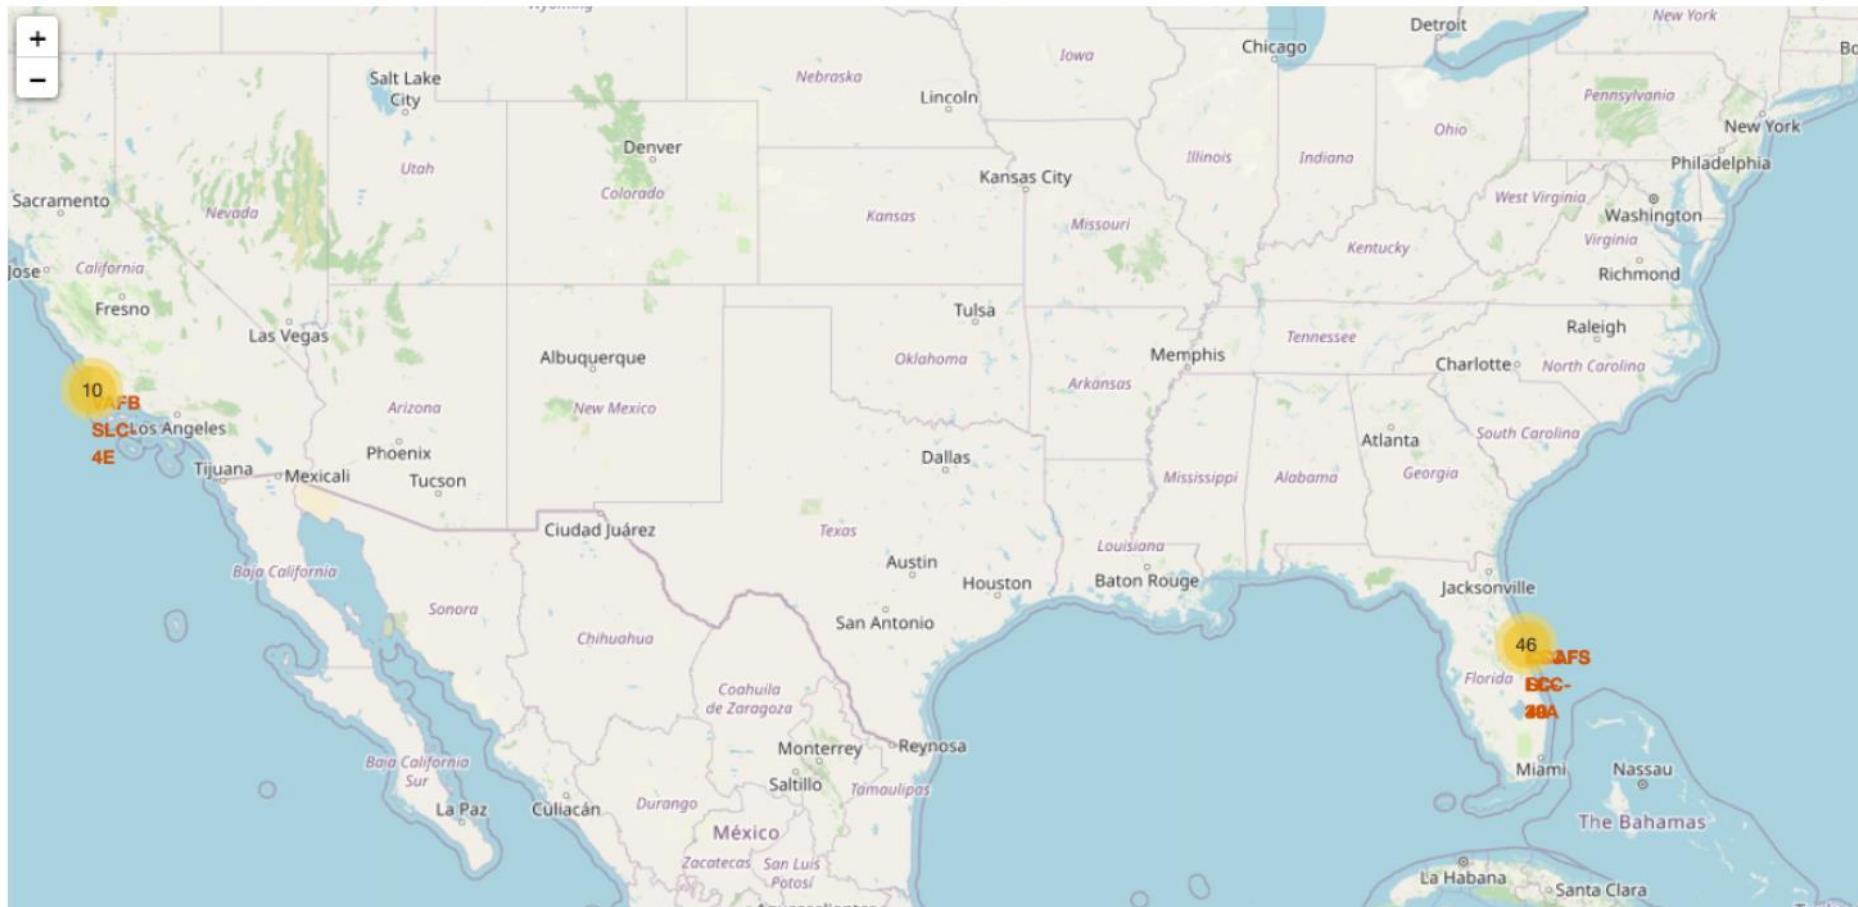 Wyoming
+
−
Detroit
New York
Chicago
Iowa
Salt Lake
City
Nebraska
Lincoln
Pennsylvania
New York
Ohio
Denver
Utah
Illinois
Indiana
Philadelphia
Kansas City
Colorado
Sacramento
Nevada
West Virginia
Washington
Kansas
Missouri
Virginia
Kentucky
Jose
California
Richmond
Fresno
Tulsa
Las Vegas
Raleigh
Tennessee
Albuquerque
Oklahoma
Memphis
Charlotte
North Carolina
10
Arkansas
VAFB
SLC-
4E
Arizona
New Mexico
Los Angeles
Atlanta
South Carolina
Phoenix
Dallas
Tijuana
Mexicali
Tucson
Mississippi
Alabama
Georgia
Ciudad Juárez
Texas
Louisiana
Austin
Baja California
Houston
Baton Rouge
Jacksonville
Sonora
San Antonio
Chihuahua
46
Florida
Coahuila
de Zaragoza
Monterrey
Reynosa
Baja California
Sur
Miami
Nassau
Saltillo
Tamaulipas
La Paz
Culiacán
Durango
The Bahamas
México
Zacatecas
San Luis
Potosí
La Habana
Santa Clara